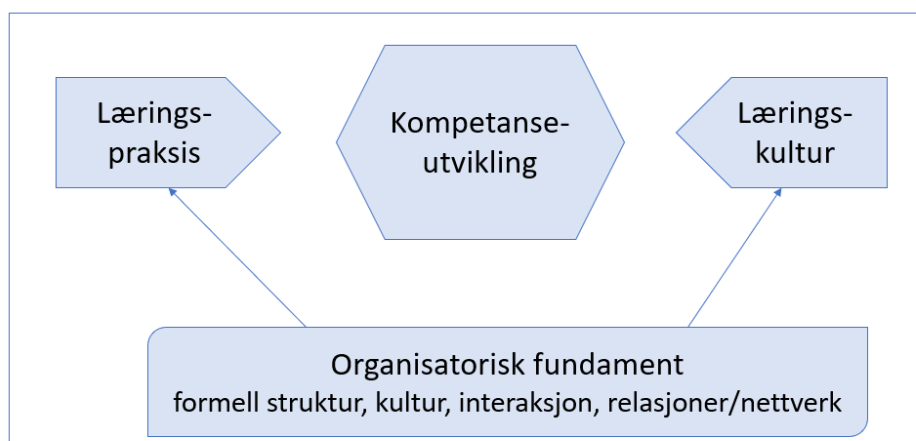 Lærings-
praksis
Kompetanse-
utvikling
Lærings-
kultur
Organisatorisk fundament
formell struktur, kultur, interaksjon, relasjoner/nettverk